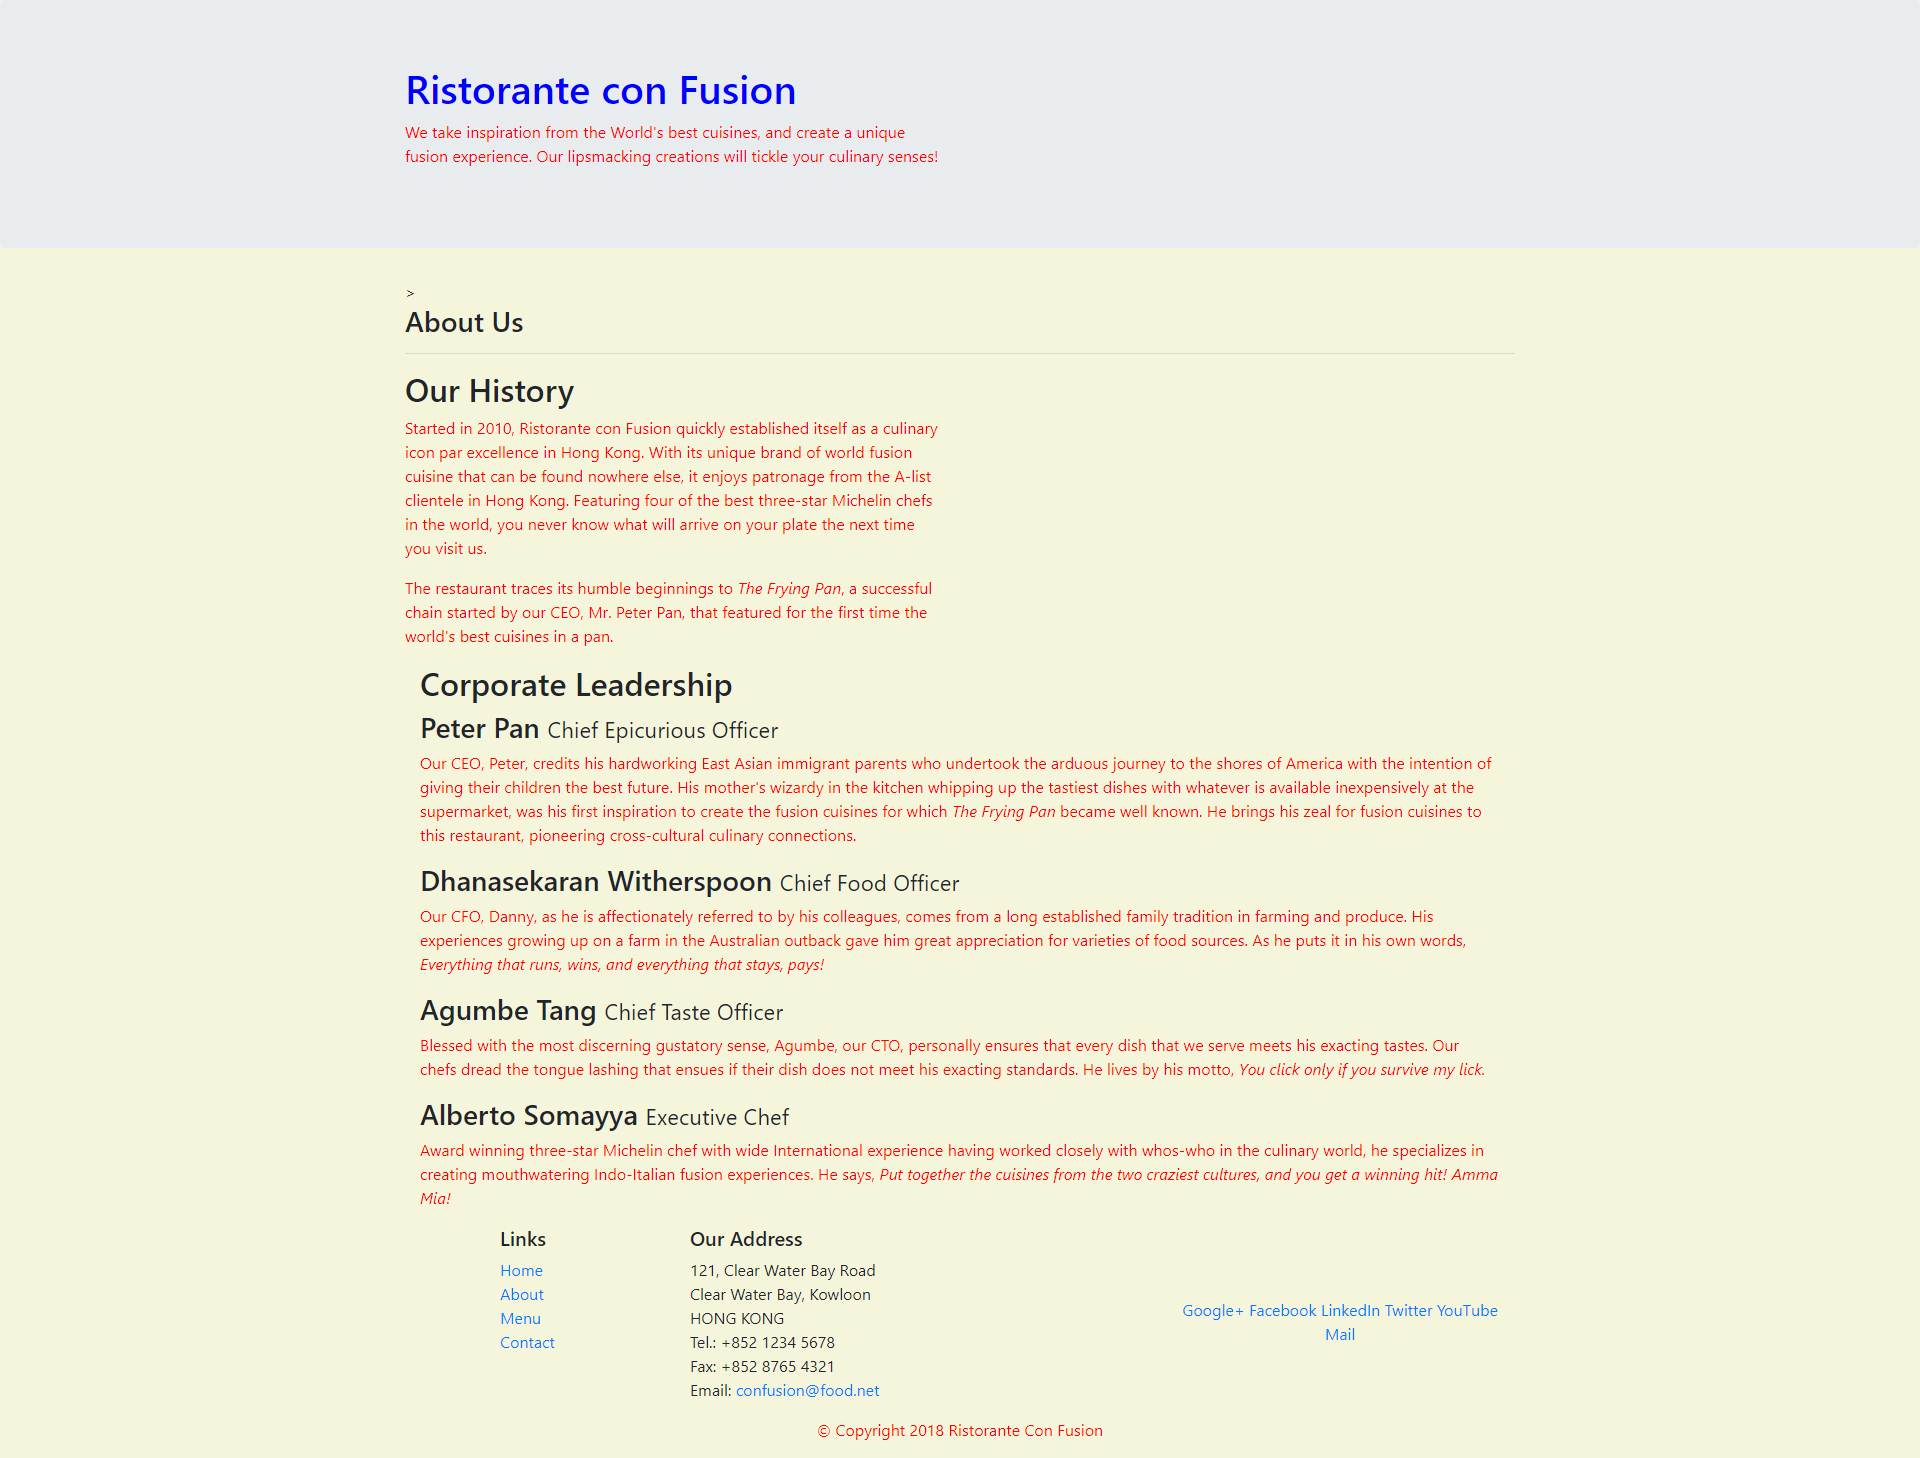 Ristorante con Fusion
We take inspiration from the World's best cuisines, and create a unique
fusion experience. Our lipsmacking creations will tickle your culinary senses!
>
About Us
Our History
Started in 2010, Ristorante con Fusion quickly established itself as a culinary
icon par excellence in Hong Kong. With its unique brand of world fusion
cuisine that can be found nowhere else, it enjoys patronage from the A-list
clientele in Hong Kong. Featuring four of the best three-star Michelin chefs
in the world, you never know what will arrive on your plate the next time
you visit us.
The restaurant traces its humble beginnings to The Frying Pan, a successful
chain started by our CEO, Mr. Peter Pan, that featured for the first time the
world's best cuisines in a pan.
Corporate Leadership
Peter Pan Chief Epicurious Officer
Our CEO, Peter, credits his hardworking East Asian immigrant parents who undertook the arduous journey to the shores of America with the intention of
giving their children the best future. His mother's wizardy in the kitchen whipping up the tastiest dishes with whatever is available inexpensively at the
supermarket, was his first inspiration to create the fusion cuisines for which The Frying Pan became well known. He brings his zeal for fusion cuisines to
this restaurant, pioneering cross-cultural culinary connections.
Dhanasekaran Witherspoon Chief Food Officer
Our CFO, Danny, as he is affectionately referred to by his colleagues, comes from a long established family tradition in farming and produce. His
experiences growing up on a farm in the Australian outback gave him great appreciation for varieties of food sources. As he puts it in his own words,
Everything that runs, wins, and everything that stays, pays!
Agumbe Tang Chief Taste Officer
Blessed with the most discerning gustatory sense, Agumbe, our CTO, personally ensures that every dish that we serve meets his exacting tastes. Our
chefs dread the tongue lashing that ensues if their dish does not meet his exacting standards. He lives by his motto, You click only if you survive my lick.
Alberto Somayya Executive Chef
Award winning three-star Michelin chef with wide International experience having worked closely with whos-who in the culinary world, he specializes in
creating mouthwatering Indo-Italian fusion experiences. He says, Put together the cuisines from the two craziest cultures, and you get a winning hit! Amma
Mia!
Links
Home
About
Menu
Contact
Our Address
121, Clear Water Bay Road
Clear Water Bay, Kowloon
HONG KONG
Tel.: +852 1234 5678
Fax: +852 8765 4321
Email: confusion@food.net
Google+ Facebook LinkedIn Twitter YouTube
Mail
© Copyright 2018 Ristorante Con Fusion